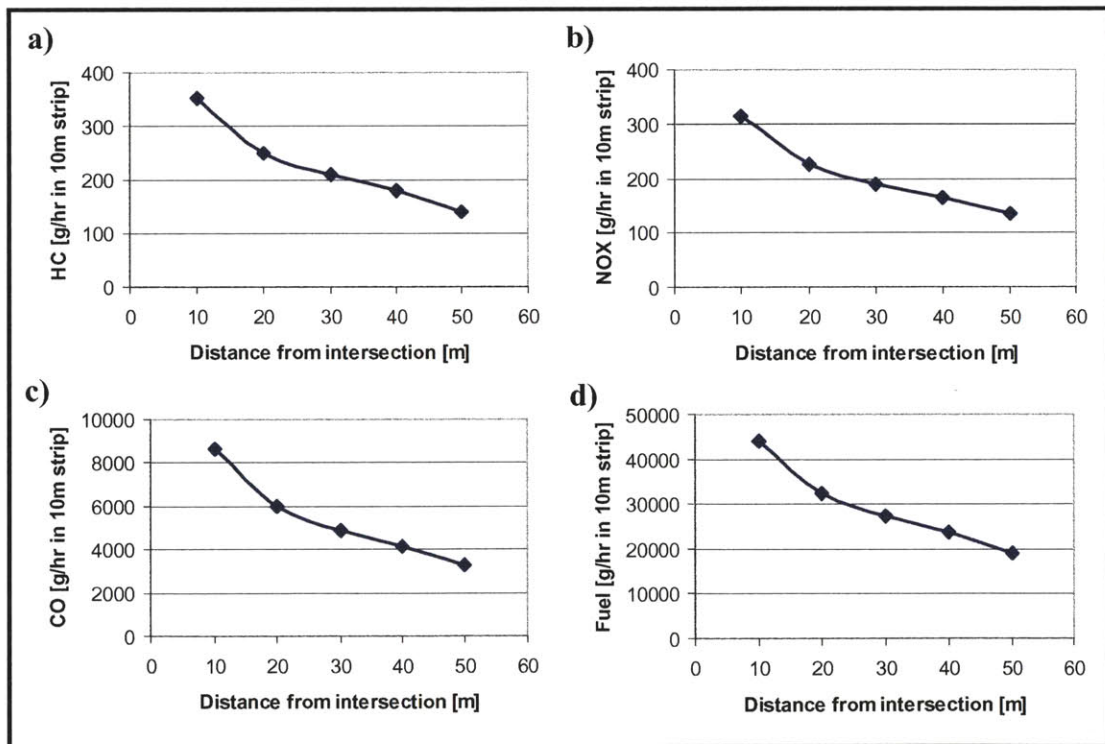 a)
HC [g/hr in 10m strip]
400
300
200
100
0
0 10 20 30 40 50 60
Distance from intersection [m]
b)
NOX [g/hr in 10m strip]
400
300
200
100
0
0 10 20 30 40 50 60
Distance from intersection [m]
c)
CO [g/hr in 10m strip]
10000
8000
6000
4000
2000
0
0 10 20 30 40 50 60
Distance from intersection [m]
d)
Fuel [g/hr in 10m strip]
50000
40000
30000
20000
10000
0
0 10 20 30 40 50 60
Distance from intersection [m]